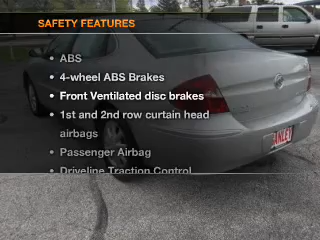 SAFETY FEATURES
• ABS
• 4-wheel ABS Brakes
• Front Ventilated disc brakes
• 1st and 2nd row curtain head
airbags
• Passenger Airbag
• Driveline Traction Control